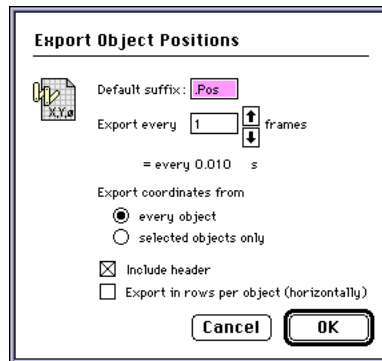 Export Object Positions
X,Y,ø
Default suffix: .Pos
Export every 1 frames
= every 0.010 s
Export coordinates from
every object
selected objects only
Include header
Export in rows per object (horizontally)
Cancel OK